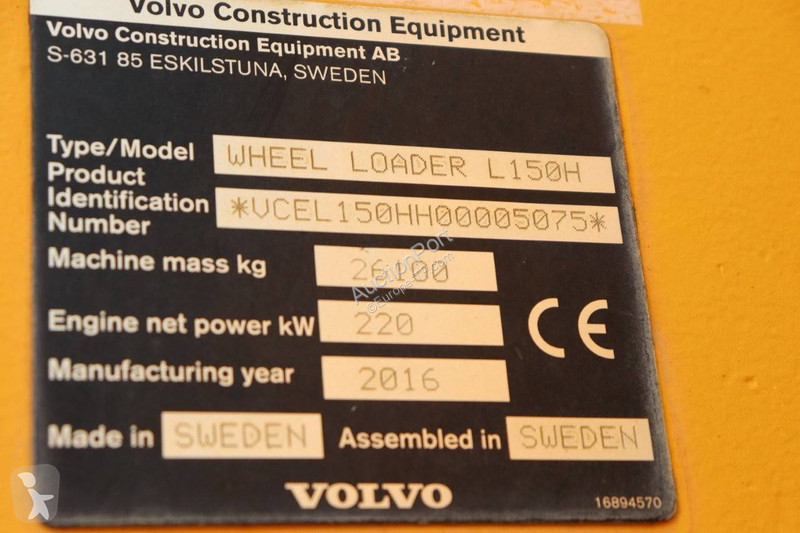 Volvo Construction Equipment
Volvo Construction Equipment AB
S-631 85 ESKILSTUNA, SWEDEN
Type/Model WHEEL LOADER L150H
Product
Identification
Number *VCEL150HH00005075*
Machine mass kg 26100
Engine net power kW 220
Manufacturing year 2016
Made in SWEDEN Assembled in SWEDEN
VOLVO
16894570
CE
AuctionPort